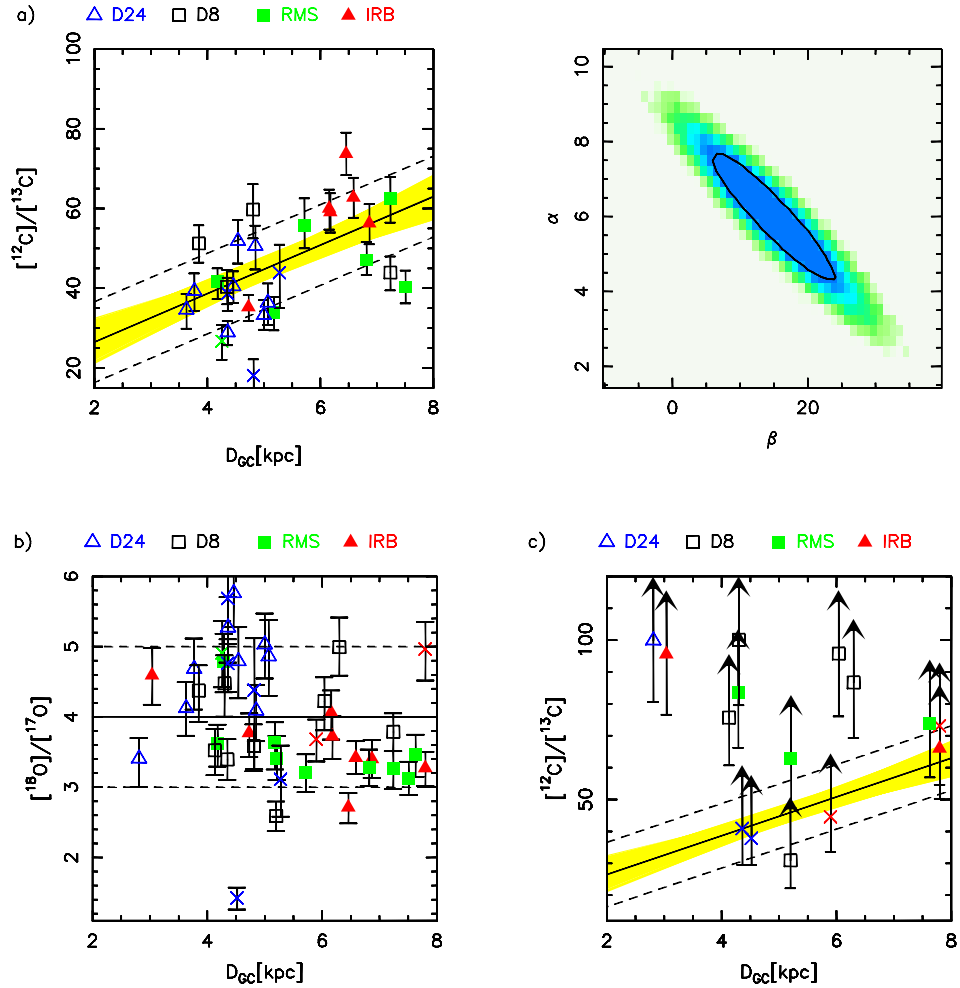 a) D24 D8 RMS IRB
100
80
60
40
20
[¹²C]/[¹³C]
2 4 6 8
D_GC[kpc]
10
8
6
4
2
α
0 20
β
b) D24 D8 RMS IRB
6
5
4
3
2
[¹⁸O]/[¹⁷O]
2 4 6 8
D_GC[kpc]
c) D24 D8 RMS IRB
100
50
[¹²C]/[¹³C]
2 4 6 8
D_GC[kpc]